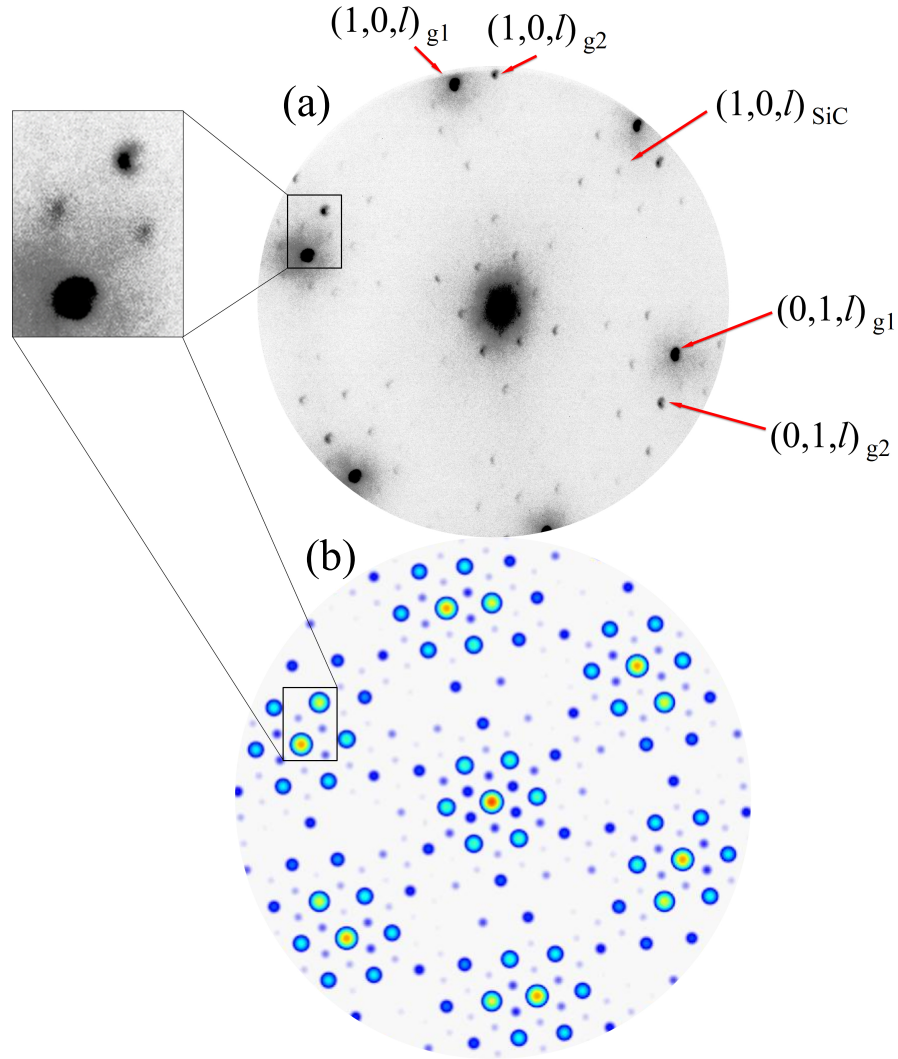 (1,0,l) g1
(1,0,l) g2
(a)
(1,0,l) SiC
(0,1,l) g1
(0,1,l) g2
(b)